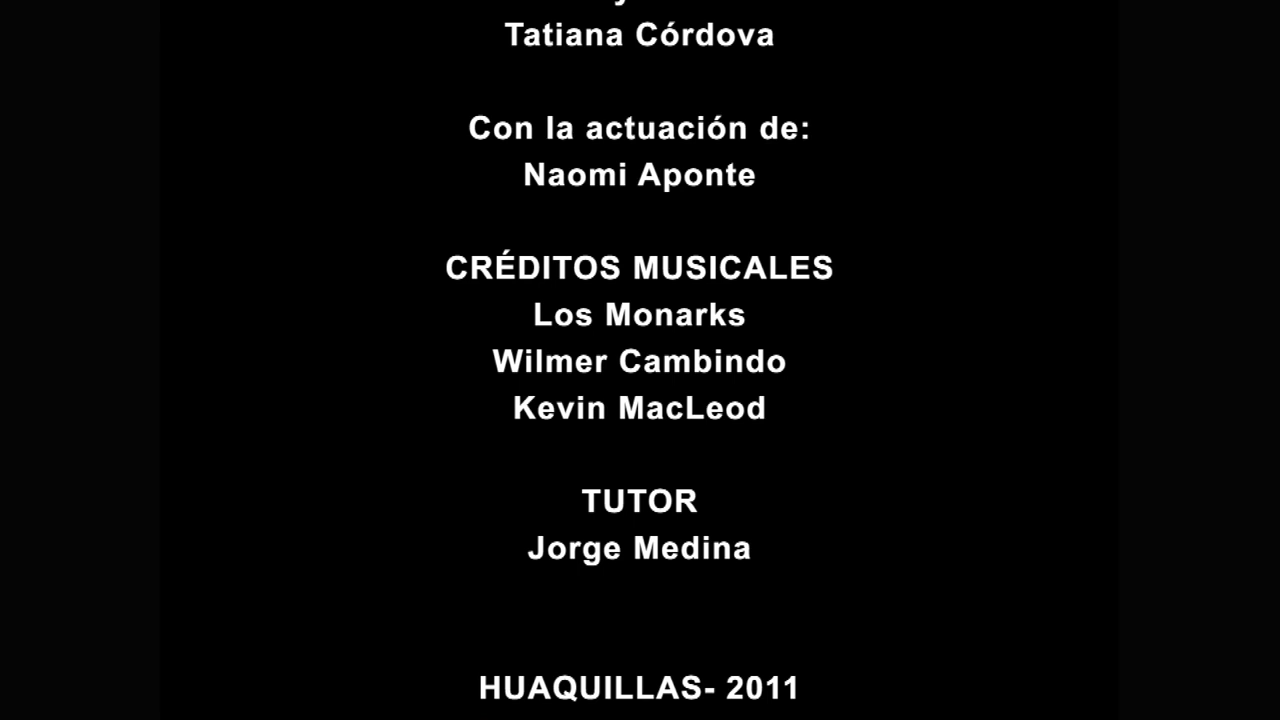 Tatiana Córdova
Con la actuación de:
Naomi Aponte
CRÉDITOS MUSICALES
Los Monarks
Wilmer Cambindo
Kevin MacLeod
TUTOR
Jorge Medina
HUAQUILLAS- 2011